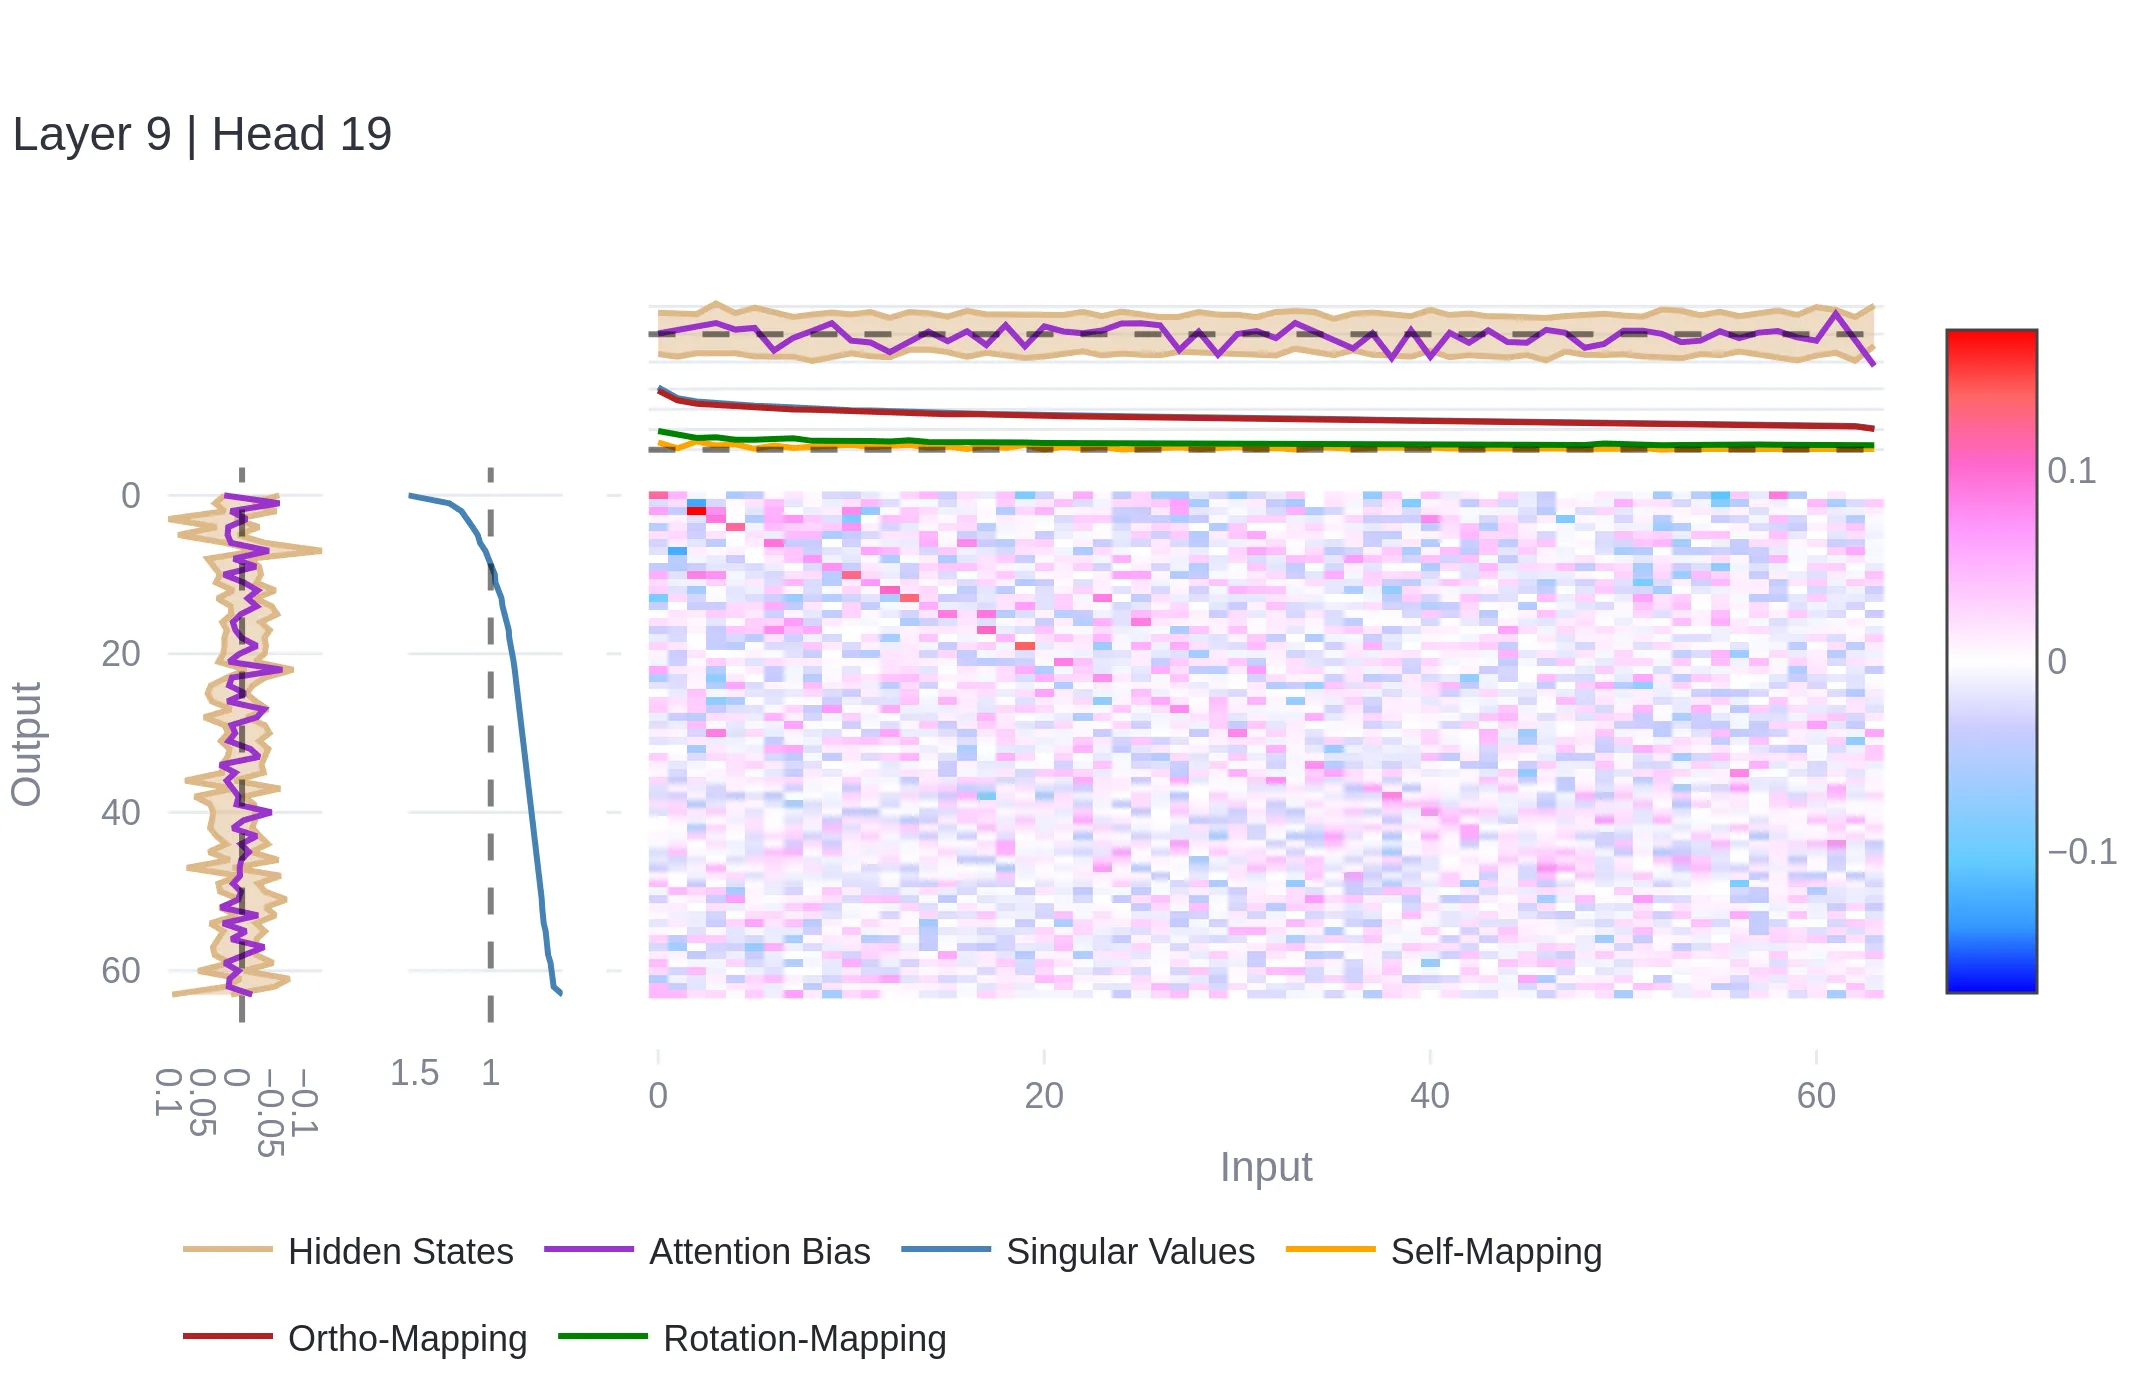 Layer 9 | Head 19
0
20
40
60
Output
0.1
0.05
0
−0.05
−0.1
1.5
1
0
20
40
60
Input
0.1
0
−0.1
Hidden States
Attention Bias
Singular Values
Self-Mapping
Ortho-Mapping
Rotation-Mapping